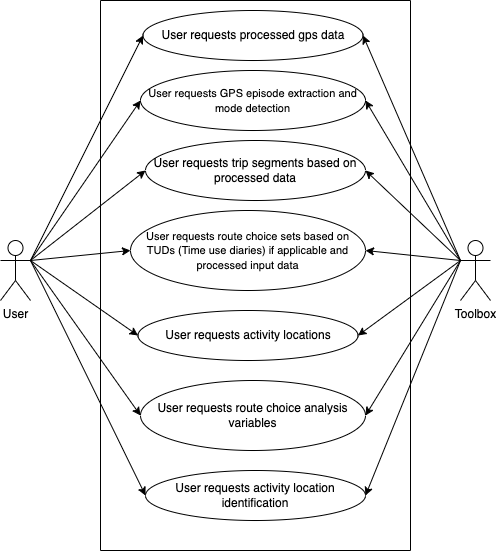 User requests processed gps data
User requests GPS episode extraction and
mode detection
User requests trip segments based on
processed data
User requests route choice sets based on
TUDs (Time use diaries) if applicable and
processed input data
User
Toolbox
User requests activity locations
User requests route choice analysis
variables
User requests activity location
identification